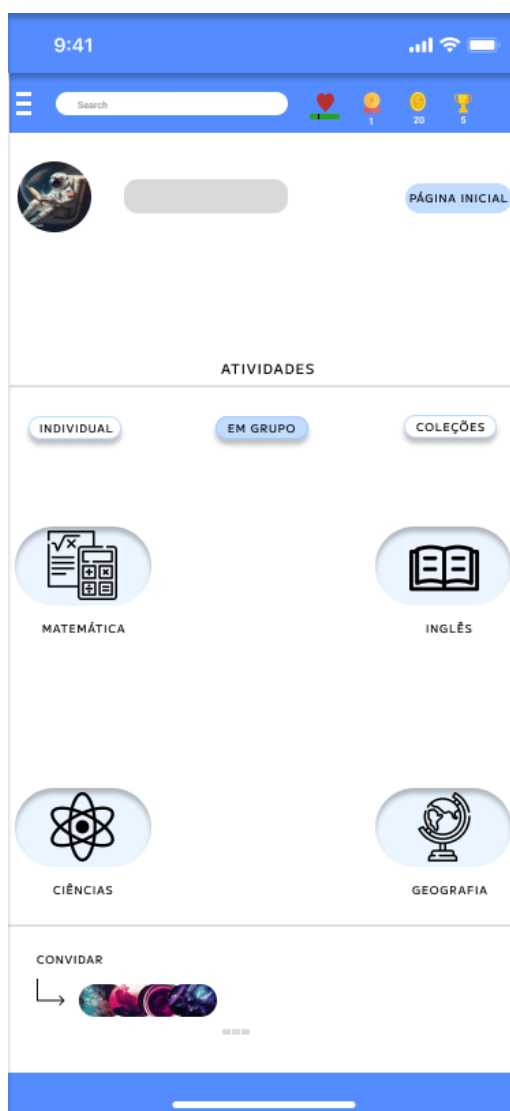 9:41
Search
1
20
5
PÁGINA INICIAL
ATIVIDADES
INDIVIDUAL
EM GRUPO
COLEÇÕES
MATEMÁTICA
INGLÊS
CIÊNCIAS
GEOGRAFIA
CONVIDAR